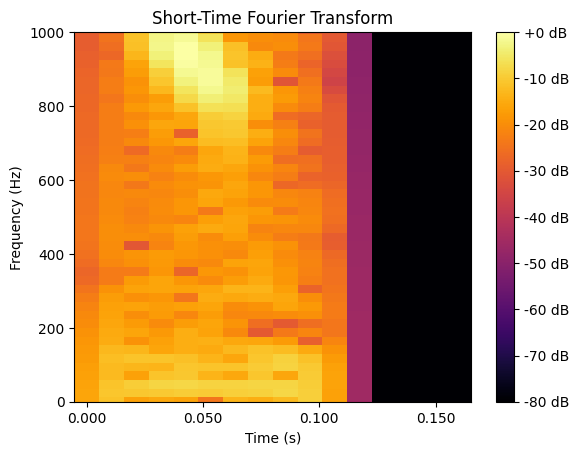 Short-Time Fourier Transform
1000
800
600
400
200
0
Frequency (Hz)
0.000
0.050
0.100
0.150
Time (s)
+0 dB
-10 dB
-20 dB
-30 dB
-40 dB
-50 dB
-60 dB
-70 dB
-80 dB